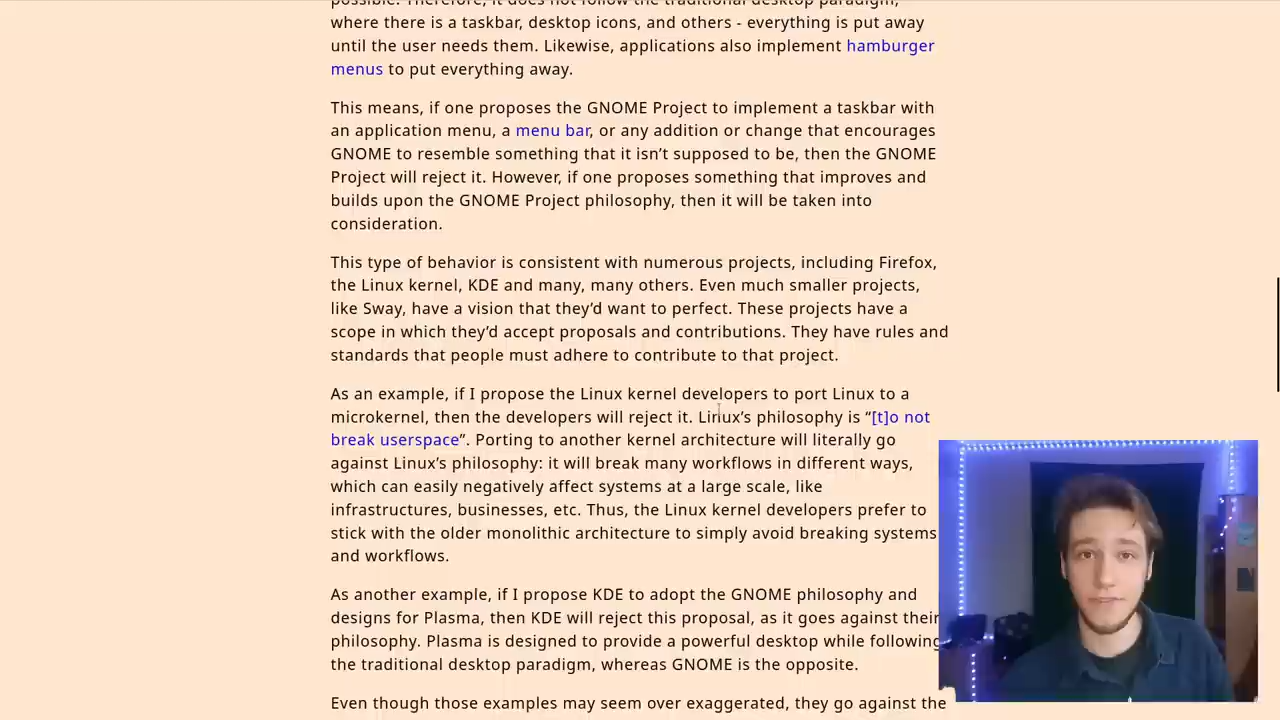 possible. Therefore, it does not follow the traditional desktop paradigm,
where there is a taskbar, desktop icons, and others - everything is put away
until the user needs them. Likewise, applications also implement hamburger
menus to put everything away.
This means, if one proposes the GNOME Project to implement a taskbar with
an application menu, a menu bar, or any addition or change that encourages
GNOME to resemble something that it isn’t supposed to be, then the GNOME
Project will reject it. However, if one proposes something that improves and
builds upon the GNOME Project philosophy, then it will be taken into
consideration.
This type of behavior is consistent with numerous projects, including Firefox,
the Linux kernel, KDE and many, many others. Even much smaller projects,
like Sway, have a vision that they’d want to perfect. These projects have a
scope in which they’d accept proposals and contributions. They have rules and
standards that people must adhere to contribute to that project.
As an example, if I propose the Linux kernel developers to port Linux to a
microkernel, then the developers will reject it. Linux’s philosophy is “[t]o not
break userspace”. Porting to another kernel architecture will literally go
against Linux’s philosophy: it will break many workflows in different ways,
which can easily negatively affect systems at a large scale, like
infrastructures, businesses, etc. Thus, the Linux kernel developers prefer to
stick with the older monolithic architecture to simply avoid breaking systems
and workflows.
As another example, if I propose KDE to adopt the GNOME philosophy and
designs for Plasma, then KDE will reject this proposal, as it goes against their
philosophy. Plasma is designed to provide a powerful desktop while following
the traditional desktop paradigm, whereas GNOME is the opposite.
Even though those examples may seem over exaggerated, they go against the